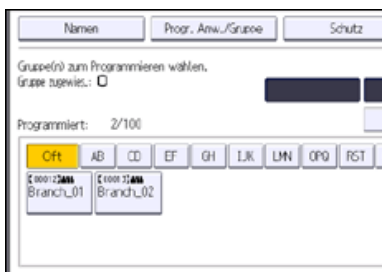 Namen
Progr. Anw./Gruppe
Schutz
Gruppe(n) zum Programmieren wählen.
Gruppe zugewies.:
Programmiert: 2/100
Oft AB CD EF GH IJK LMN OPQ RST
Branch_01 Branch_02